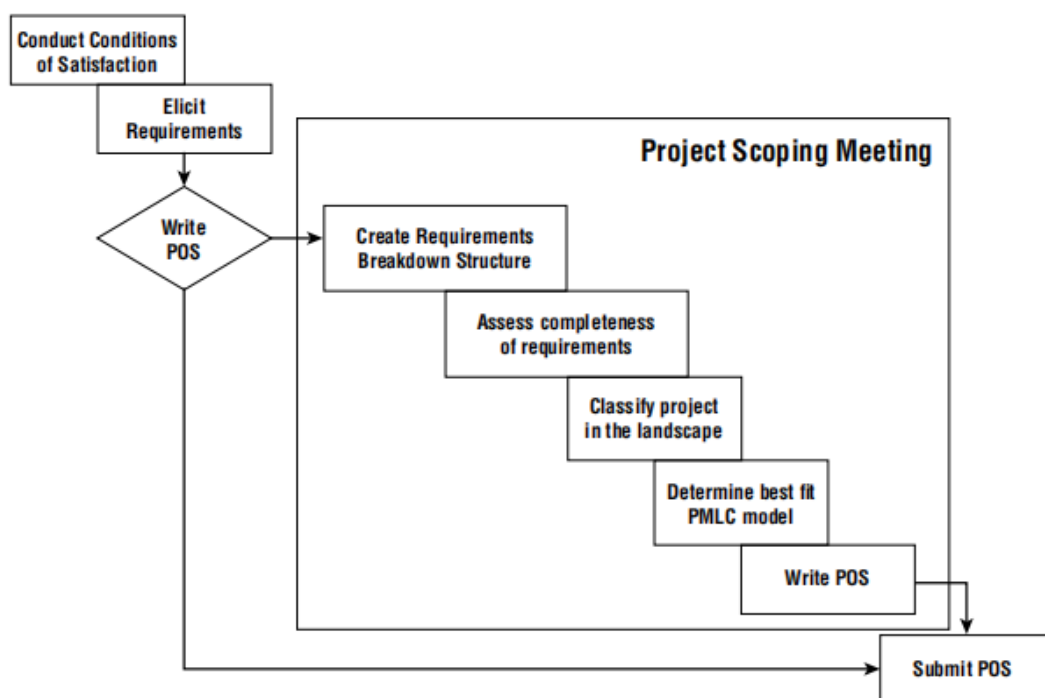 Conduct Conditions
of Satisfaction
Elicit
Requirements
Project Scoping Meeting
Write
POS
Create Requirements
Breakdown Structure
Assess completeness
of requirements
Classify project
in the landscape
Determine best fit
PMLC model
Write POS
Submit POS